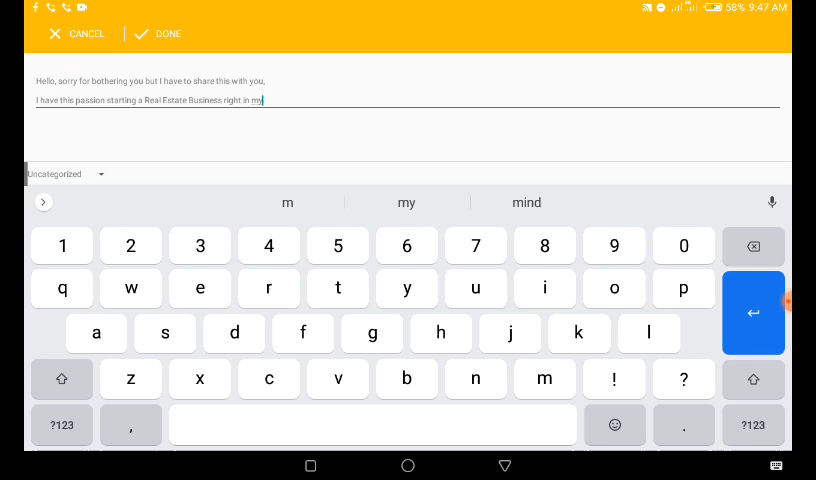 58% 9:47 AM
CANCEL DONE
Hello, sorry for bothering you but I have to share this with you,
I have this passion starting a Real Estate Business right in my
Uncategorized
m my mind
1 2 3 4 5 6 7 8 9 0
q w e r t y u i o p
a s d f g h j k l
z x c v b n m ! ?
?123 , . ?123